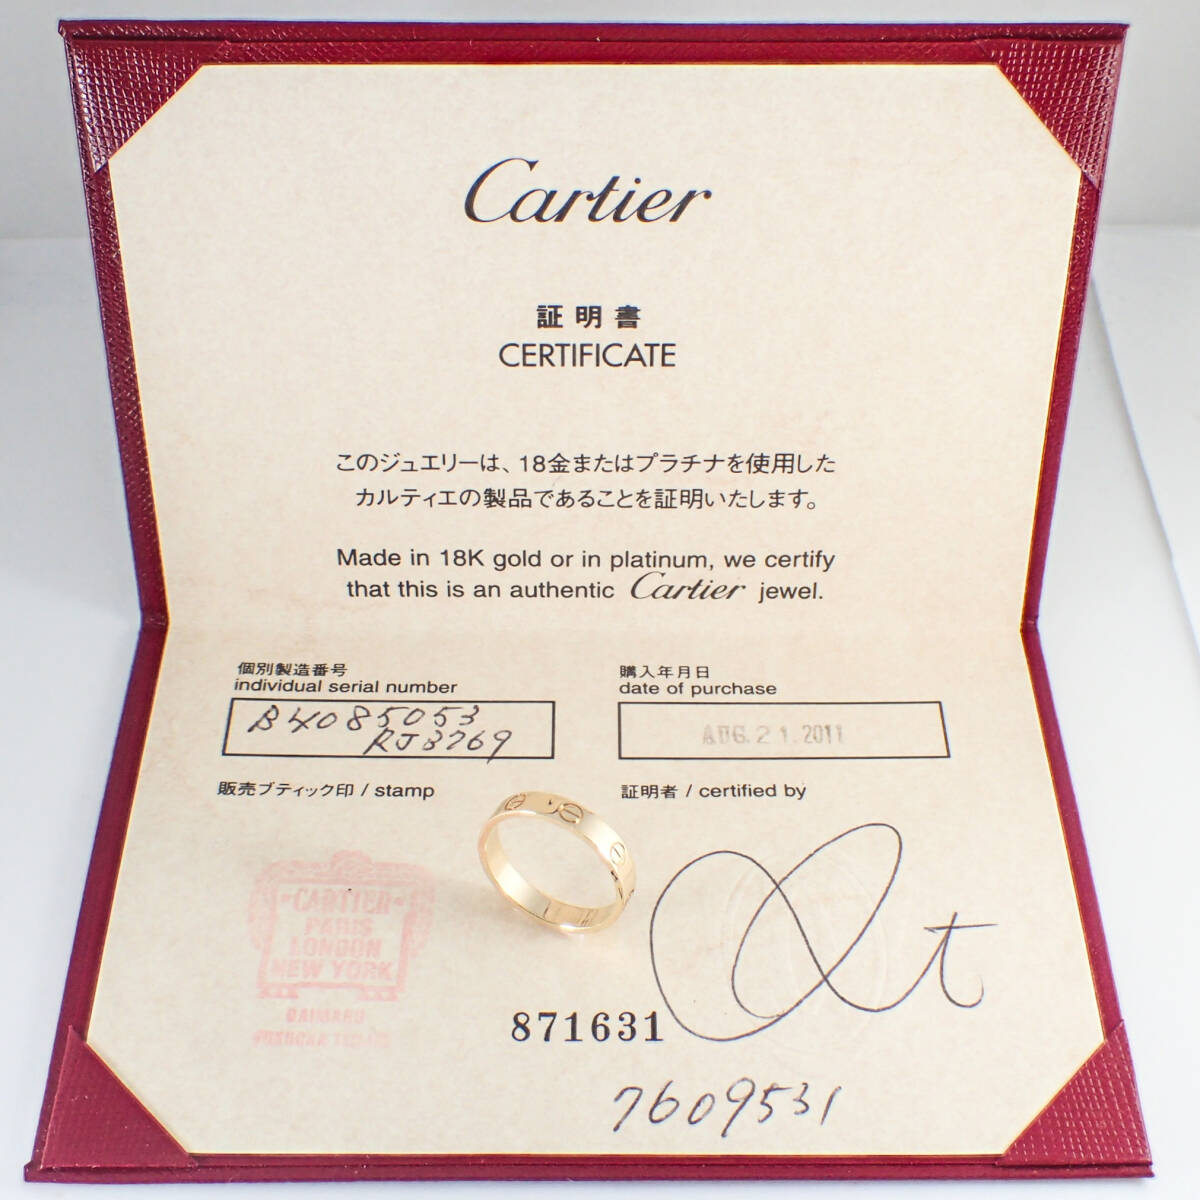 Cartier
証明書
CERTIFICATE
このジュエリーは、18金またはプラチナを使用した
カルティエの製品であることを証明いたします。
Made in 18K gold or in platinum, we certify
that this is an authentic Cartier jewel.
個別製造番号
individual serial number
B4085053
RJ3769
販売ブティック印 / stamp
購入年月日
date of purchase
AUG.21.2011
証明者 / certified by
CARTIER
PARIS
LONDON
NEW YORK
DAIMARU
871631
7609531